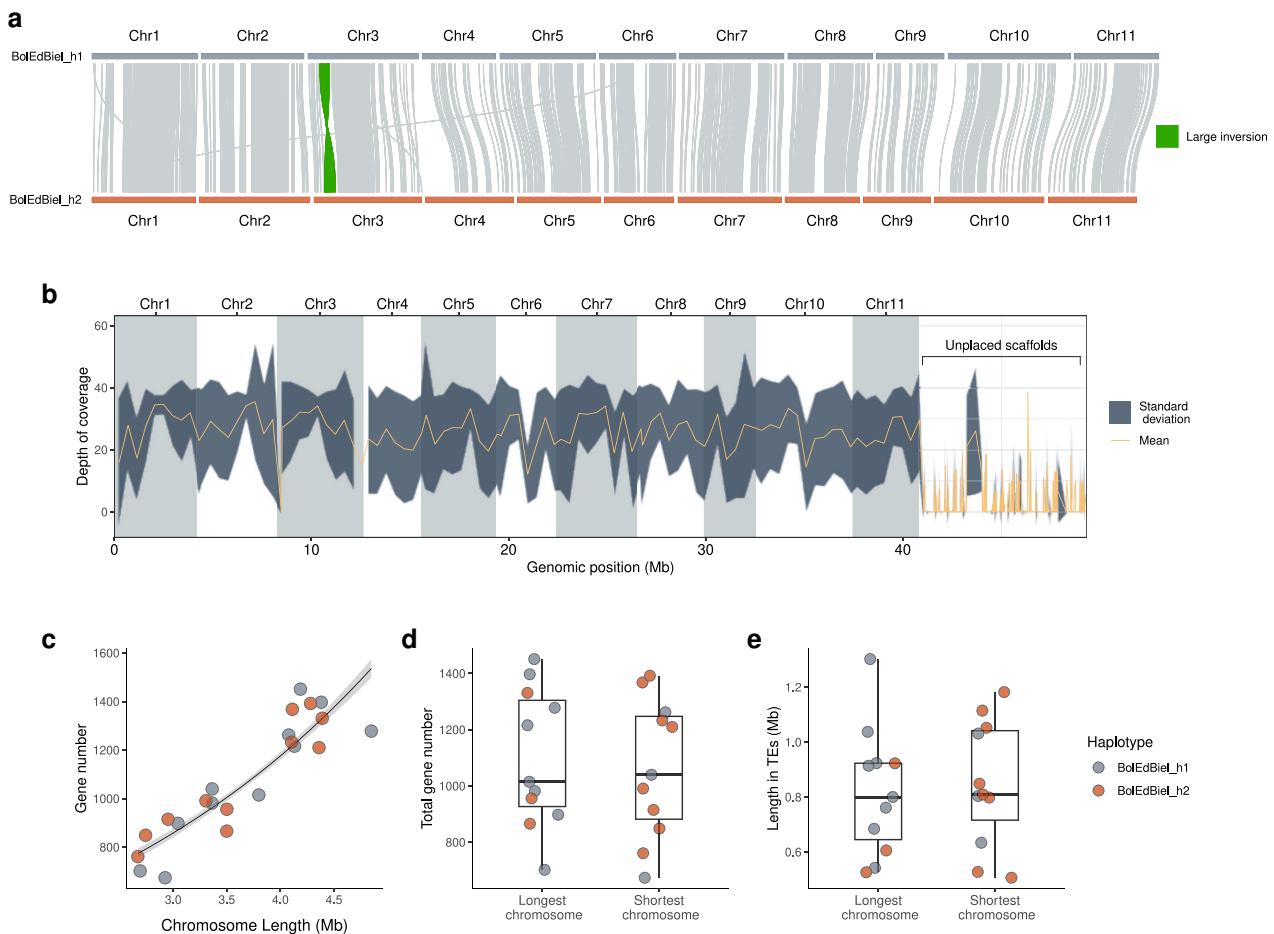 a
Chr1 Chr2 Chr3 Chr4 Chr5 Chr6 Chr7 Chr8 Chr9 Chr10 Chr11
BolEdBiel_h1
Large inversion
BolEdBiel_h2
Chr1 Chr2 Chr3 Chr4 Chr5 Chr6 Chr7 Chr8 Chr9 Chr10 Chr11
b
Chr1 Chr2 Chr3 Chr4 Chr5 Chr6 Chr7 Chr8 Chr9 Chr10 Chr11
60
40
20
0
Depth of coverage
Unplaced scaffolds
Standard
deviation
Mean
0 10 20 30 40
Genomic position (Mb)
c
1600
1400
1200
1000
800
Gene number
3.0 3.5 4.0 4.5
Chromosome Length (Mb)
d
1400
1200
1000
800
Total gene number
Longest
chromosome
Shortest
chromosome
e
1.2
1.0
0.8
0.6
Length in TEs (Mb)
Longest
chromosome
Shortest
chromosome
Haplotype
BolEdBiel_h1
BolEdBiel_h2